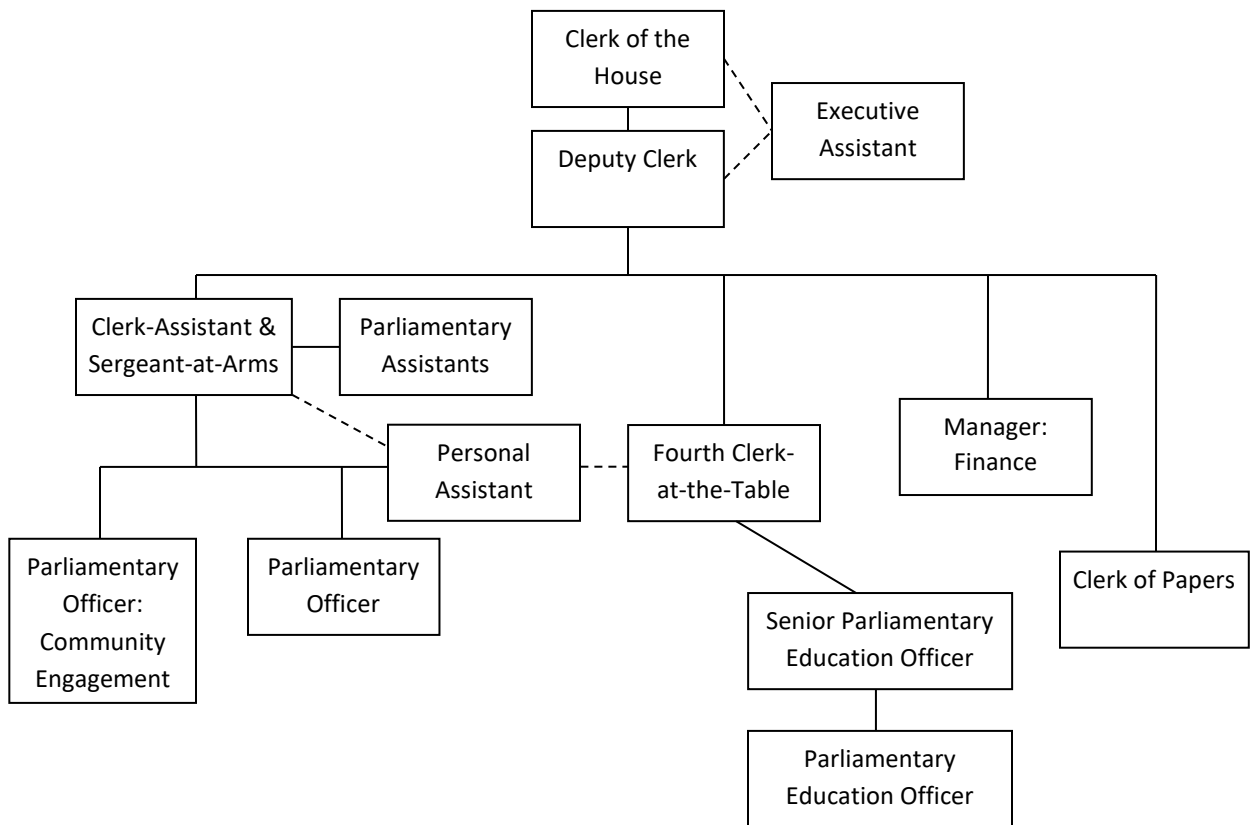 Clerk of the
House
Executive
Assistant
Deputy Clerk
Clerk-Assistant &
Sergeant-at-Arms
Parliamentary
Assistants
Personal
Assistant
Fourth Clerk-
at-the-Table
Manager:
Finance
Parliamentary
Officer:
Community
Engagement
Parliamentary
Officer
Clerk of Papers
Senior Parliamentary
Education Officer
Parliamentary
Education Officer